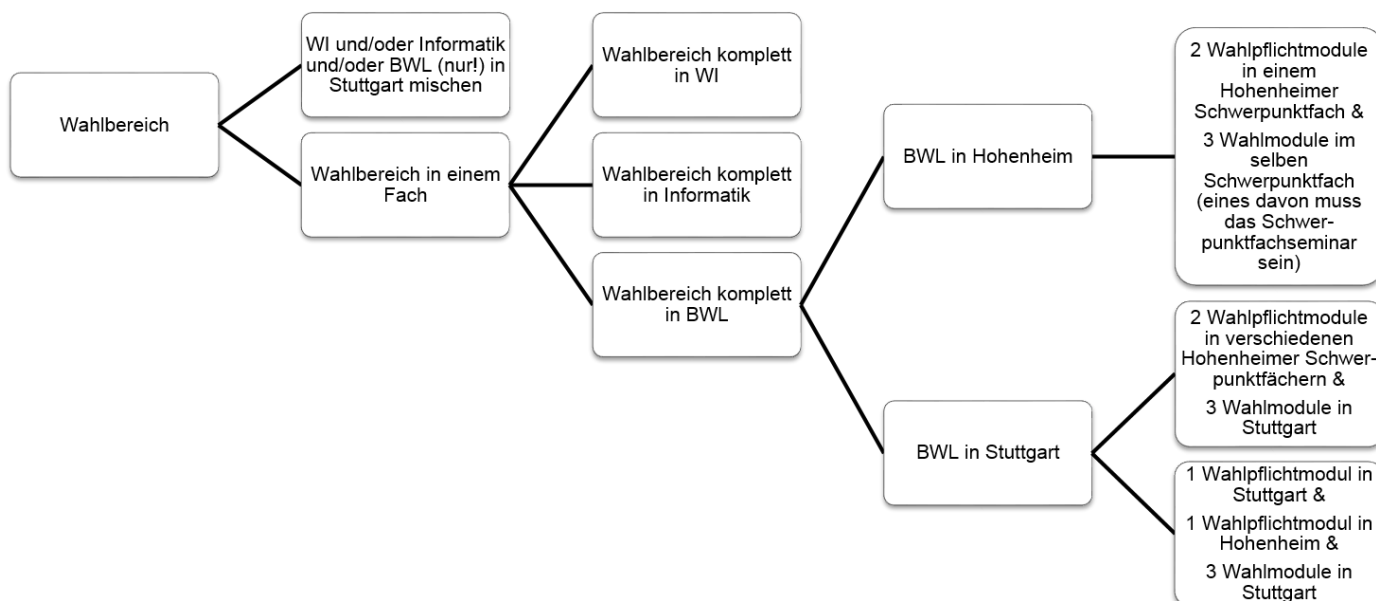 Wahlbereich
WI und/oder Informatik
und/oder BWL (nur!) in
Stuttgart mischen
Wahlbereich in einem
Fach
Wahlbereich komplett
in WI
Wahlbereich komplett
in Informatik
Wahlbereich komplett
in BWL
BWL in Hohenheim
BWL in Stuttgart
2 Wahlpflichtmodule
in einem
Hohenheimer
Schwerpunktfach &
3 Wahlmodule im
selben
Schwerpunktfach
(eines davon muss
das Schwer-
punktfachseminar
sein)
2 Wahlpflichtmodule
in verschiedenen
Hohenheimer Schwer-
punktfächern &
3 Wahlmodule in
Stuttgart
1 Wahlpflichtmodul in
Stuttgart &
1 Wahlpflichtmodul in
Hohenheim &
3 Wahlmodule in
Stuttgart